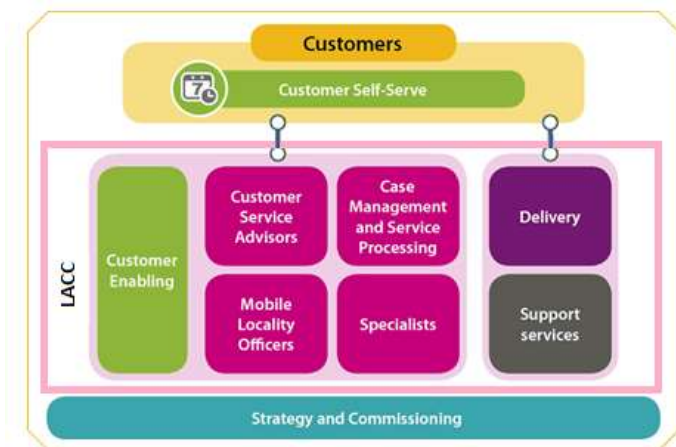 Customers
7
Customer Self-Serve
LACC
Customer
Enabling
Customer
Service
Advisors
Case
Management
and Service
Processing
Mobile
Locality
Officers
Specialists
Delivery
Support
services
Strategy and Commissioning